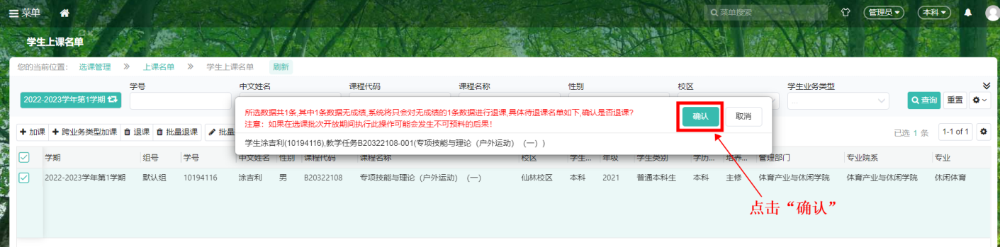 菜单 菜单搜索 管理员 本科
学生上课名单
您的当前位置： 选课管理 » 上课名单 » 学生上课名单 刷新
学号 中文姓名 课程代码 课程名称 性别 校区 学生业务类型
2022-2023学年第1学期 ... 查询 重置
所选数据共1条,其中1条数据无成绩,系统将只会对无成绩的1条数据进行退课,具体待退课名单如下,确认是否退课?
注意：如果在选课批次开放期间执行此操作可能会发生不可预料的后果!
确认 取消
加课 跨业务类型加课 退课 批量退课 批量 已选 1 条 1-1 of 1
学生涂吉利(10194116),教学任务B20322108-001(专项技能与理论（户外运动）（一）)
学期 组号 学号 中文姓名 性别 课程代码 课程名称 校区 学生... 年级 学生类别 学历... 培养... 管理部门 专业院系 专业
2022-2023学年第1学期 默认组 10194116 涂吉利 男 B20322108 专项技能与理论（户外运动）（一） 仙林校区 本科 2021 普通本科生 本科 主修 体育产业与休闲学院 体育产业与休闲学院 休闲体育
点击“确认”